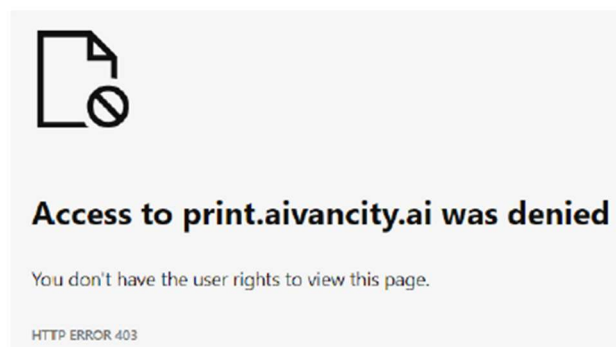 Access to print.aivancity.ai was denied
You don't have the user rights to view this page.
HTTP ERROR 403